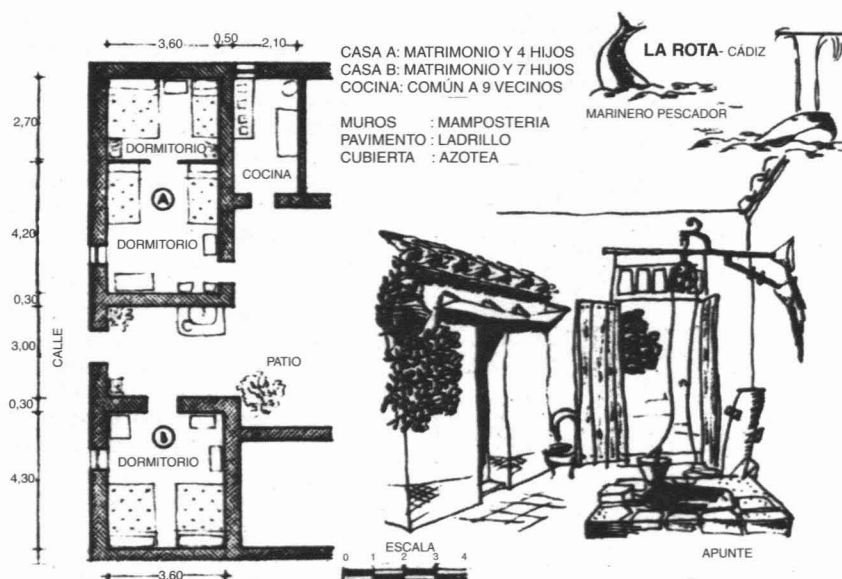 3,60
0,50
2,10
CASA A: MATRIMONIO Y 4 HIJOS
CASA B: MATRIMONIO Y 7 HIJOS
COCINA: COMÚN A 9 VECINOS
MUROS : MAMPOSTERIA
PAVIMENTO : LADRILLO
CUBIERTA : AZOTEA
LA ROTA- CÁDIZ
MARINERO PESCADOR
2,70
DORMITORIO
COCINA
A
4,20
DORMITORIO
0,30
CALLE
3,00
PATIO
0,30
B
DORMITORIO
4,30
3,60
ESCALA
0 1 2 3 4
APUNTE